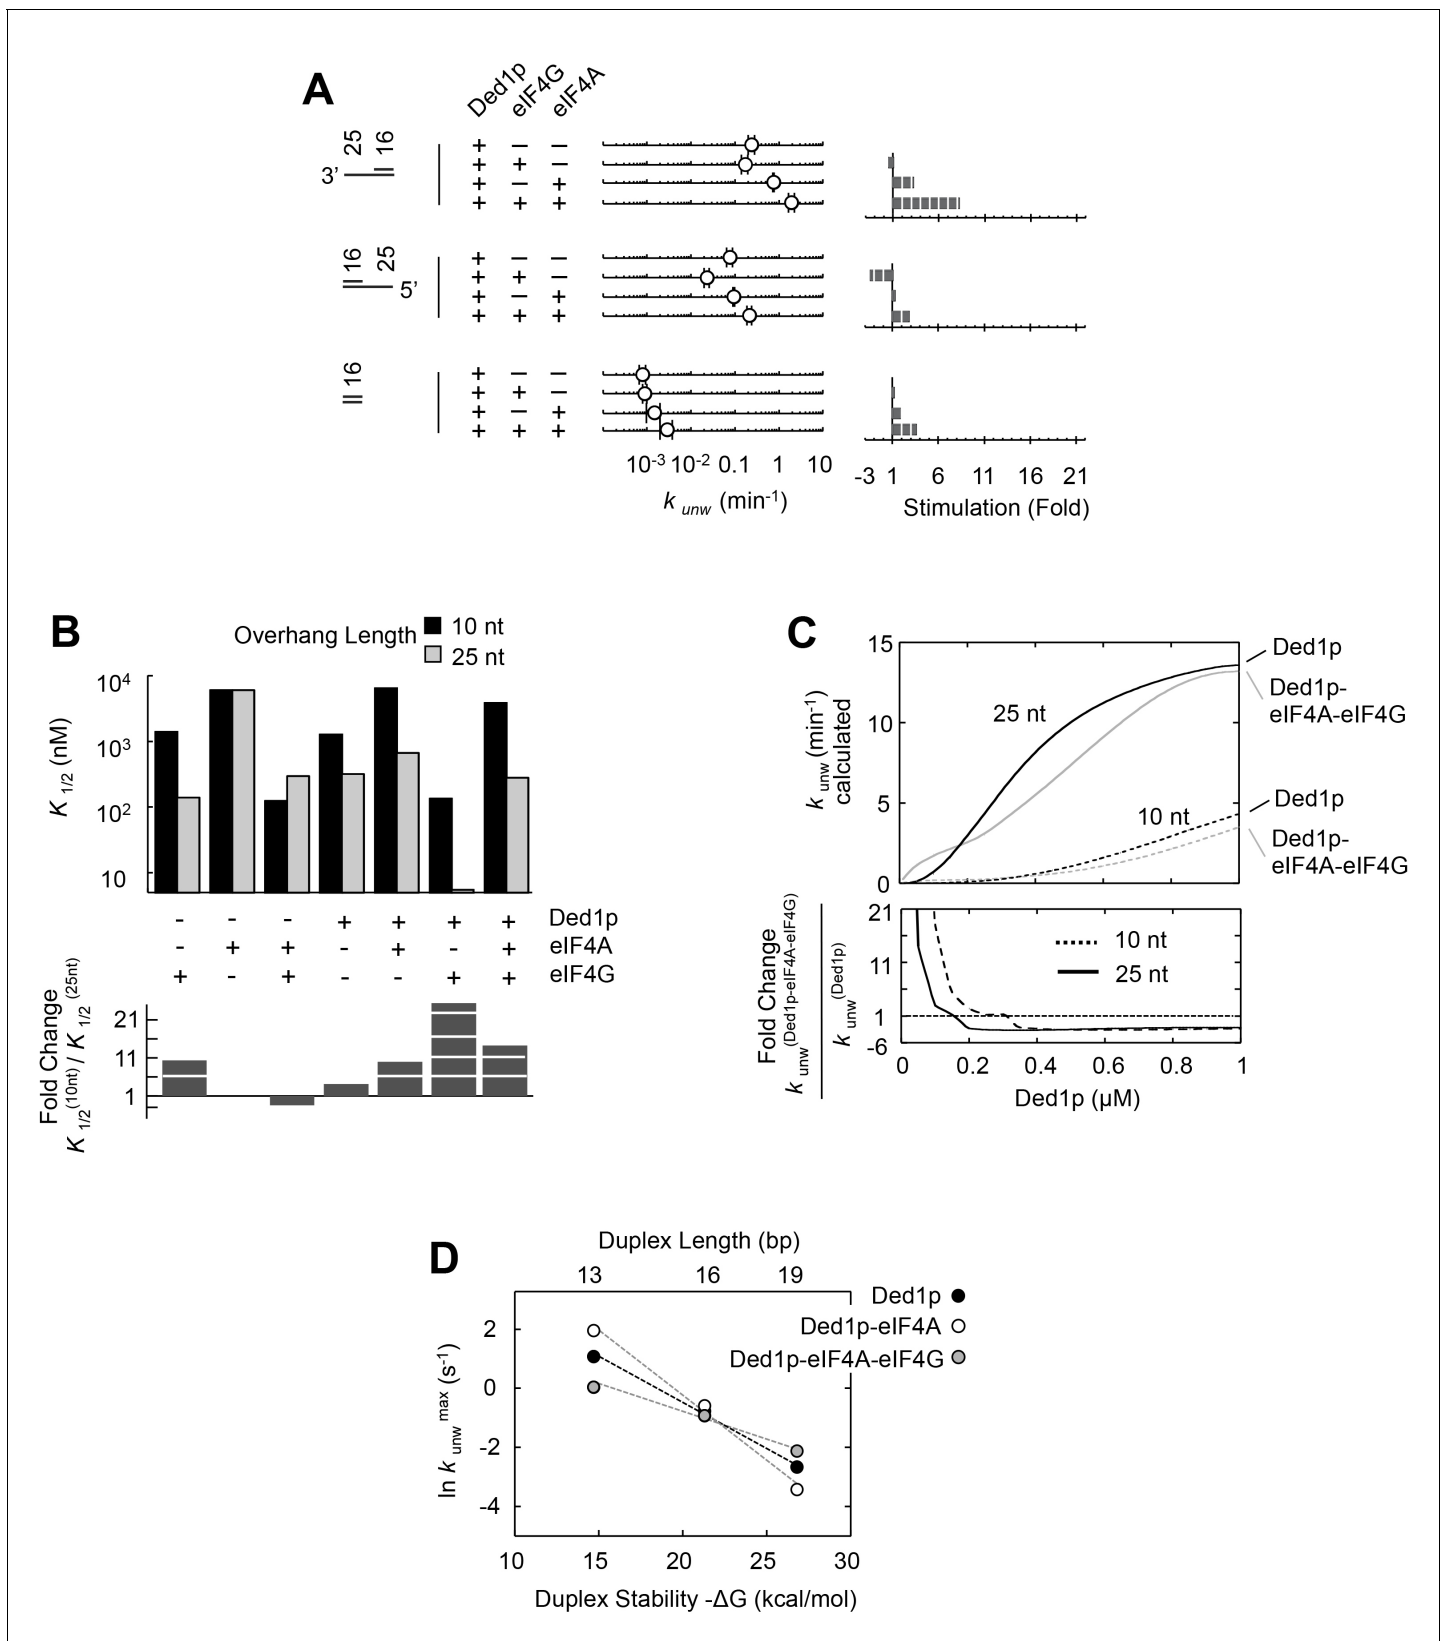 A
Ded1p
eIF4G
eIF4A
25
16
3’
+ – –
+ + –
+ – +
+ + +
16
25
5’
+ – –
+ + –
+ – +
+ + +
16
+ – –
+ + –
+ – +
+ + +
10-3 10-2 0.1 1 10
k unw (min-1)
-3 1 6 11 16 21
Stimulation (Fold)
B
Overhang Length
10 nt
25 nt
K 1/2 (nM)
104
103
102
10
- - - + + + + Ded1p
- + + - + - + eIF4A
+ - + - - + + eIF4G
Fold Change
K 1/2 (10nt) / K 1/2 (25nt)
21
11
1
C
k unw (min-1)
calculated
15
10
5
0
25 nt
10 nt
Ded1p
Ded1p-
eIF4A-eIF4G
Ded1p
Ded1p-
eIF4A-eIF4G
Fold Change
k unw (Ded1p-eIF4A-eIF4G)
k unw (Ded1p)
21
11
1
-6
10 nt
25 nt
0 0.2 0.4 0.6 0.8 1
Ded1p (μM)
D
Duplex Length (bp)
13 16 19
Ded1p
Ded1p-eIF4A
Ded1p-eIF4A-eIF4G
ln k unw max (s-1)
2
0
-2
-4
10 15 20 25 30
Duplex Stability -ΔG (kcal/mol)